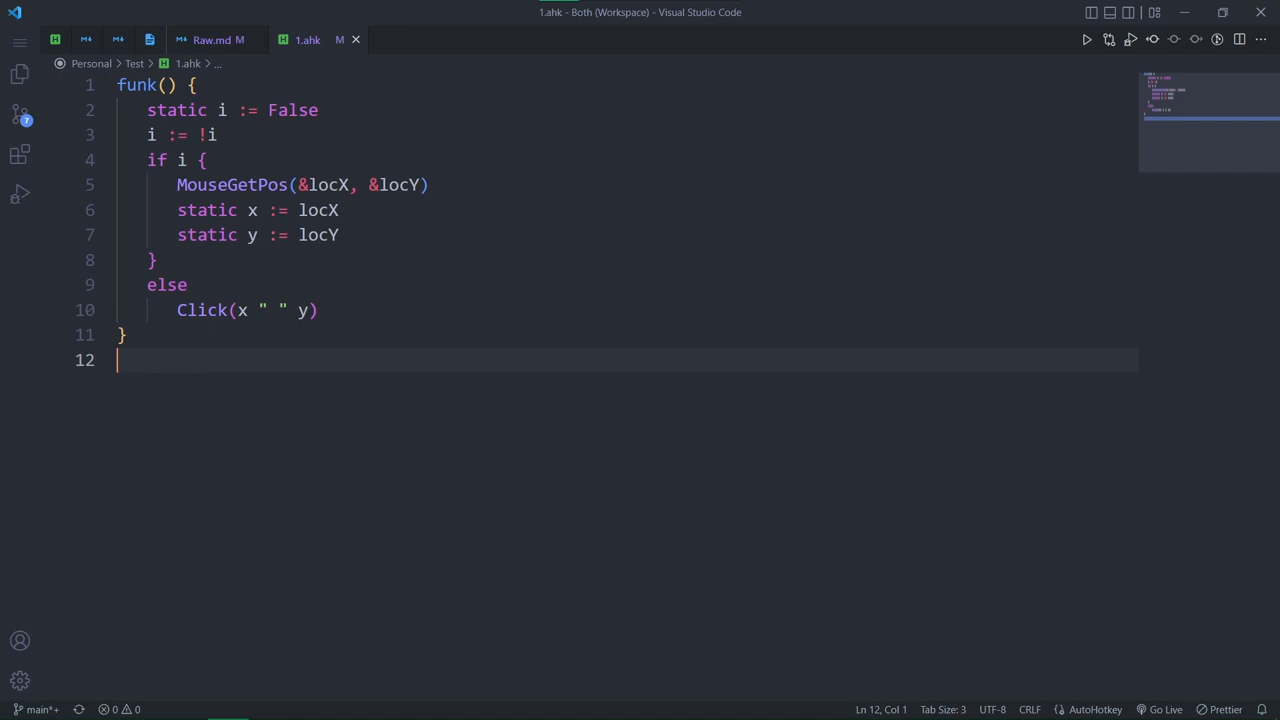 1.ahk - Both (Workspace) - Visual Studio Code
Raw.md M
1.ahk M
Personal > Test > 1.ahk > ...
1 funk() {
2 static i := False
3 i := !i
4 if i {
5 MouseGetPos(&locX, &locY)
6 static x := locX
7 static y := locY
8 }
9 else
10 Click(x " " y)
11 }
12
7
main*+ 0 0 Ln 12, Col 1 Tab Size: 3 UTF-8 CRLF AutoHotkey Go Live Prettier